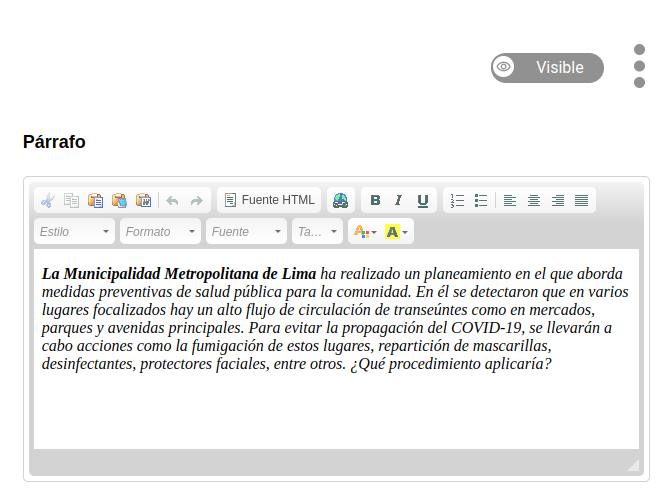 Visible
Párrafo
Fuente HTML
B I U
Estilo Formato Fuente Ta... A A
La Municipalidad Metropolitana de Lima ha realizado un planeamiento en el que aborda
medidas preventivas de salud pública para la comunidad. En él se detectaron que en varios
lugares focalizados hay un alto flujo de circulación de transeúntes como en mercados,
parques y avenidas principales. Para evitar la propagación del COVID-19, se llevarán a
cabo acciones como la fumigación de estos lugares, repartición de mascarillas,
desinfectantes, protectores faciales, entre otros. ¿Qué procedimiento aplicaría?